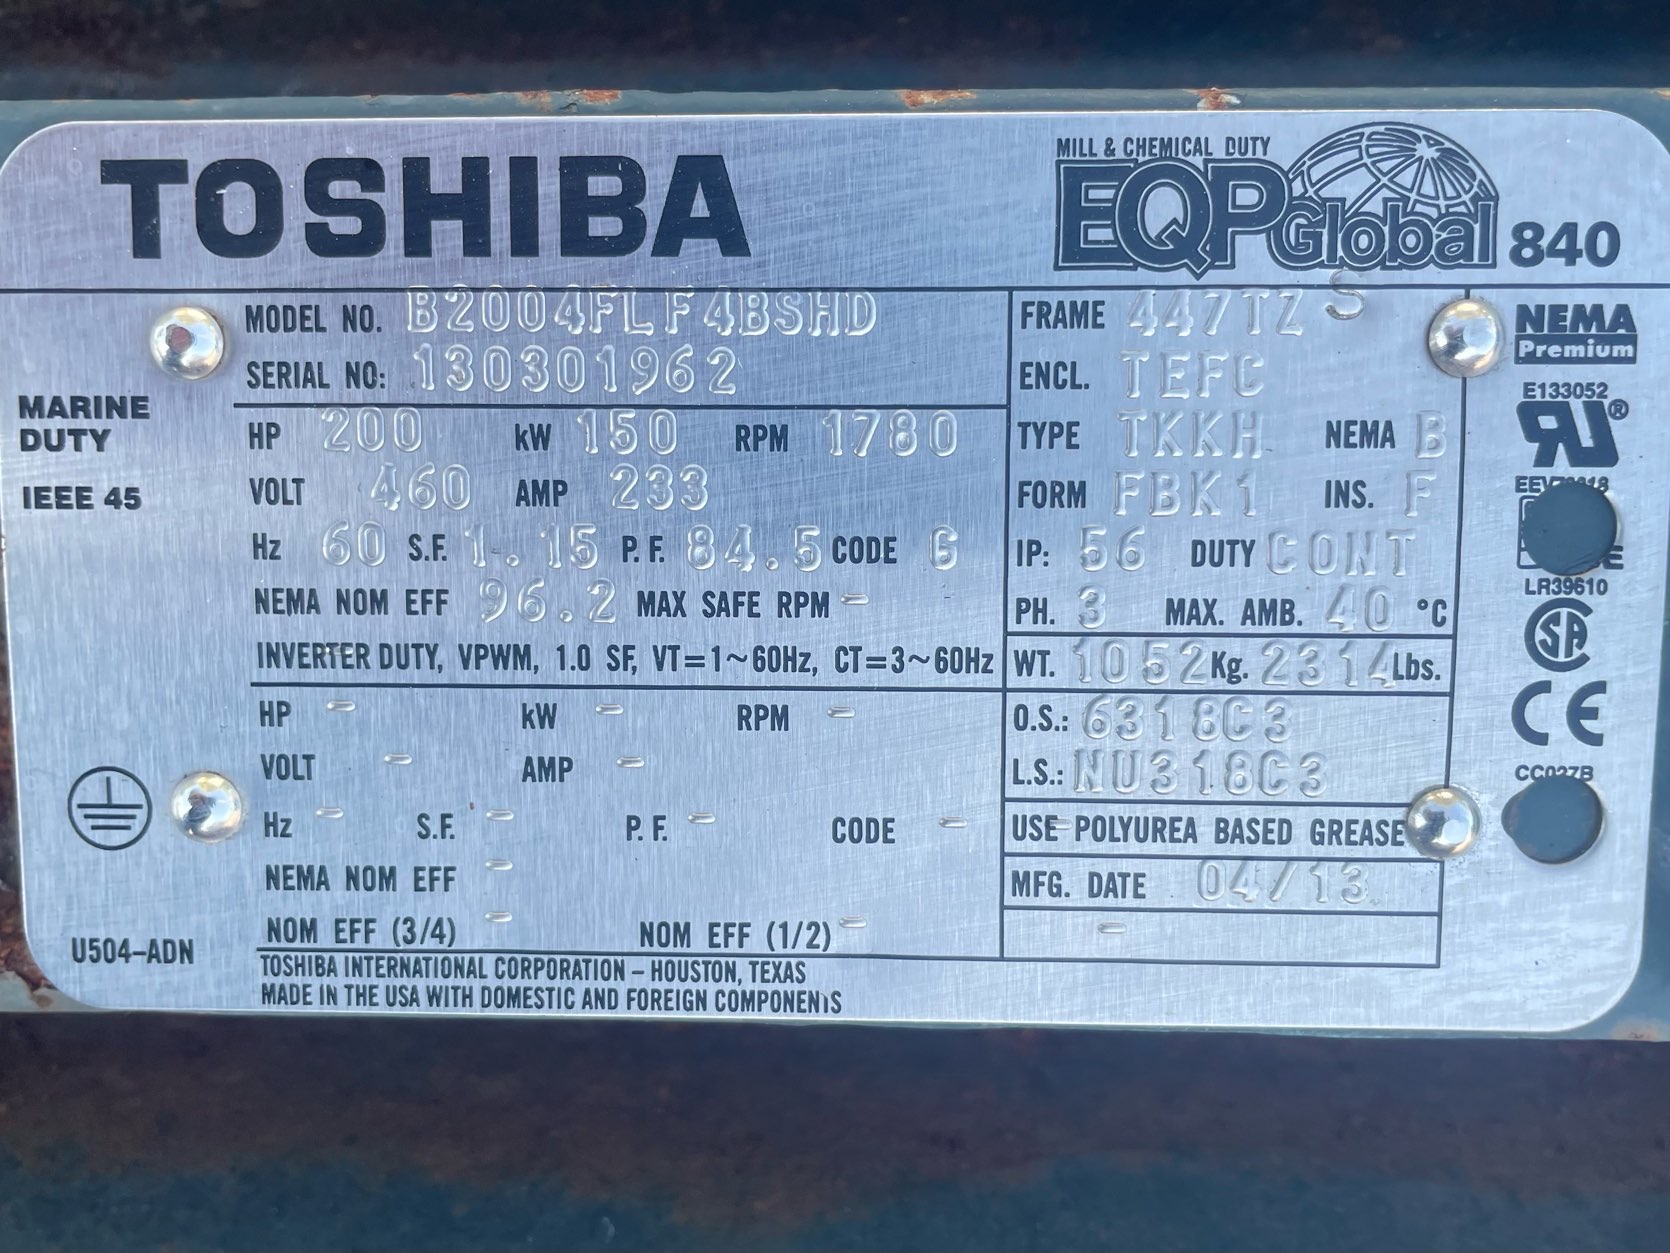 TOSHIBA
MILL & CHEMICAL DUTY
EQP Global 840
MODEL NO. B2004FLF4BSHD
SERIAL NO: 130301962
MARINE
DUTY
IEEE 45
HP 200 kW 150 RPM 1780
VOLT 460 AMP 233
Hz 60 S.F. 1.15 P.F. 84.5 CODE G
NEMA NOM EFF 96.2 MAX SAFE RPM -
INVERTER DUTY, VPWM, 1.0 SF, VT=1~60Hz, CT=3~60Hz
HP - kW - RPM -
VOLT - AMP -
Hz - S.F. - P.F. - CODE -
NEMA NOM EFF -
NOM EFF (3/4) - NOM EFF (1/2) -
U504-ADN
TOSHIBA INTERNATIONAL CORPORATION – HOUSTON, TEXAS
MADE IN THE USA WITH DOMESTIC AND FOREIGN COMPONENTS
FRAME 447TZS
ENCL. TEFC
TYPE TKKH NEMA B
FORM FBK1 INS. F
IP: 56 DUTY CONT
PH. 3 MAX. AMB. 40 °C
WT. 1052Kg. 2314Lbs.
O.S.: 6318C3
L.S.: NU318C3
USE POLYUREA BASED GREASE
MFG. DATE 04/13
-
NEMA
Premium
E133052
RU®
LR39610
SA
CE
CC027B